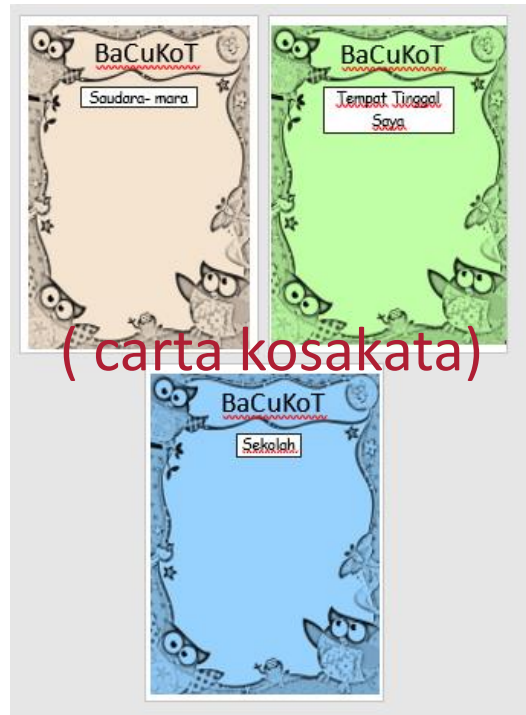 BaCuKoT
Saudara- mara
BaCuKoT
Tempat Tinggal
Saya
( carta kosakata)
BaCuKoT
Sekolah